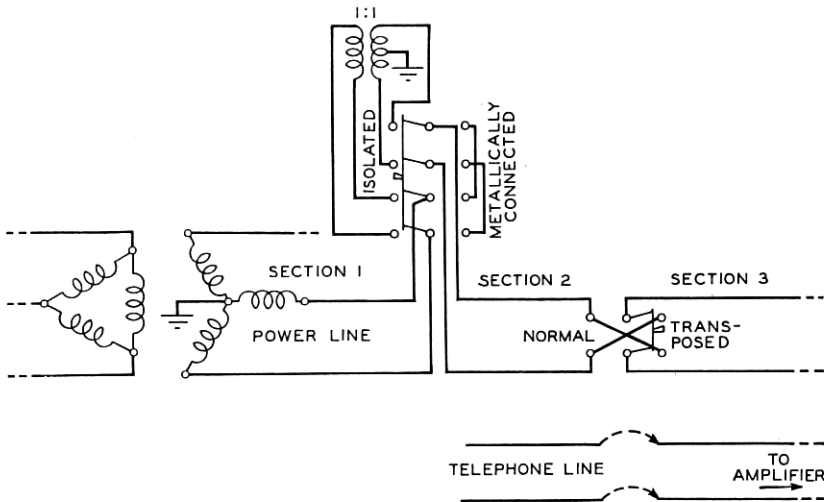 1:1
ISOLATED
METALLICALLY
CONNECTED
SECTION 1
SECTION 2
SECTION 3
POWER LINE
NORMAL
TRANS-
POSED
TELEPHONE LINE
TO
AMPLIFIER